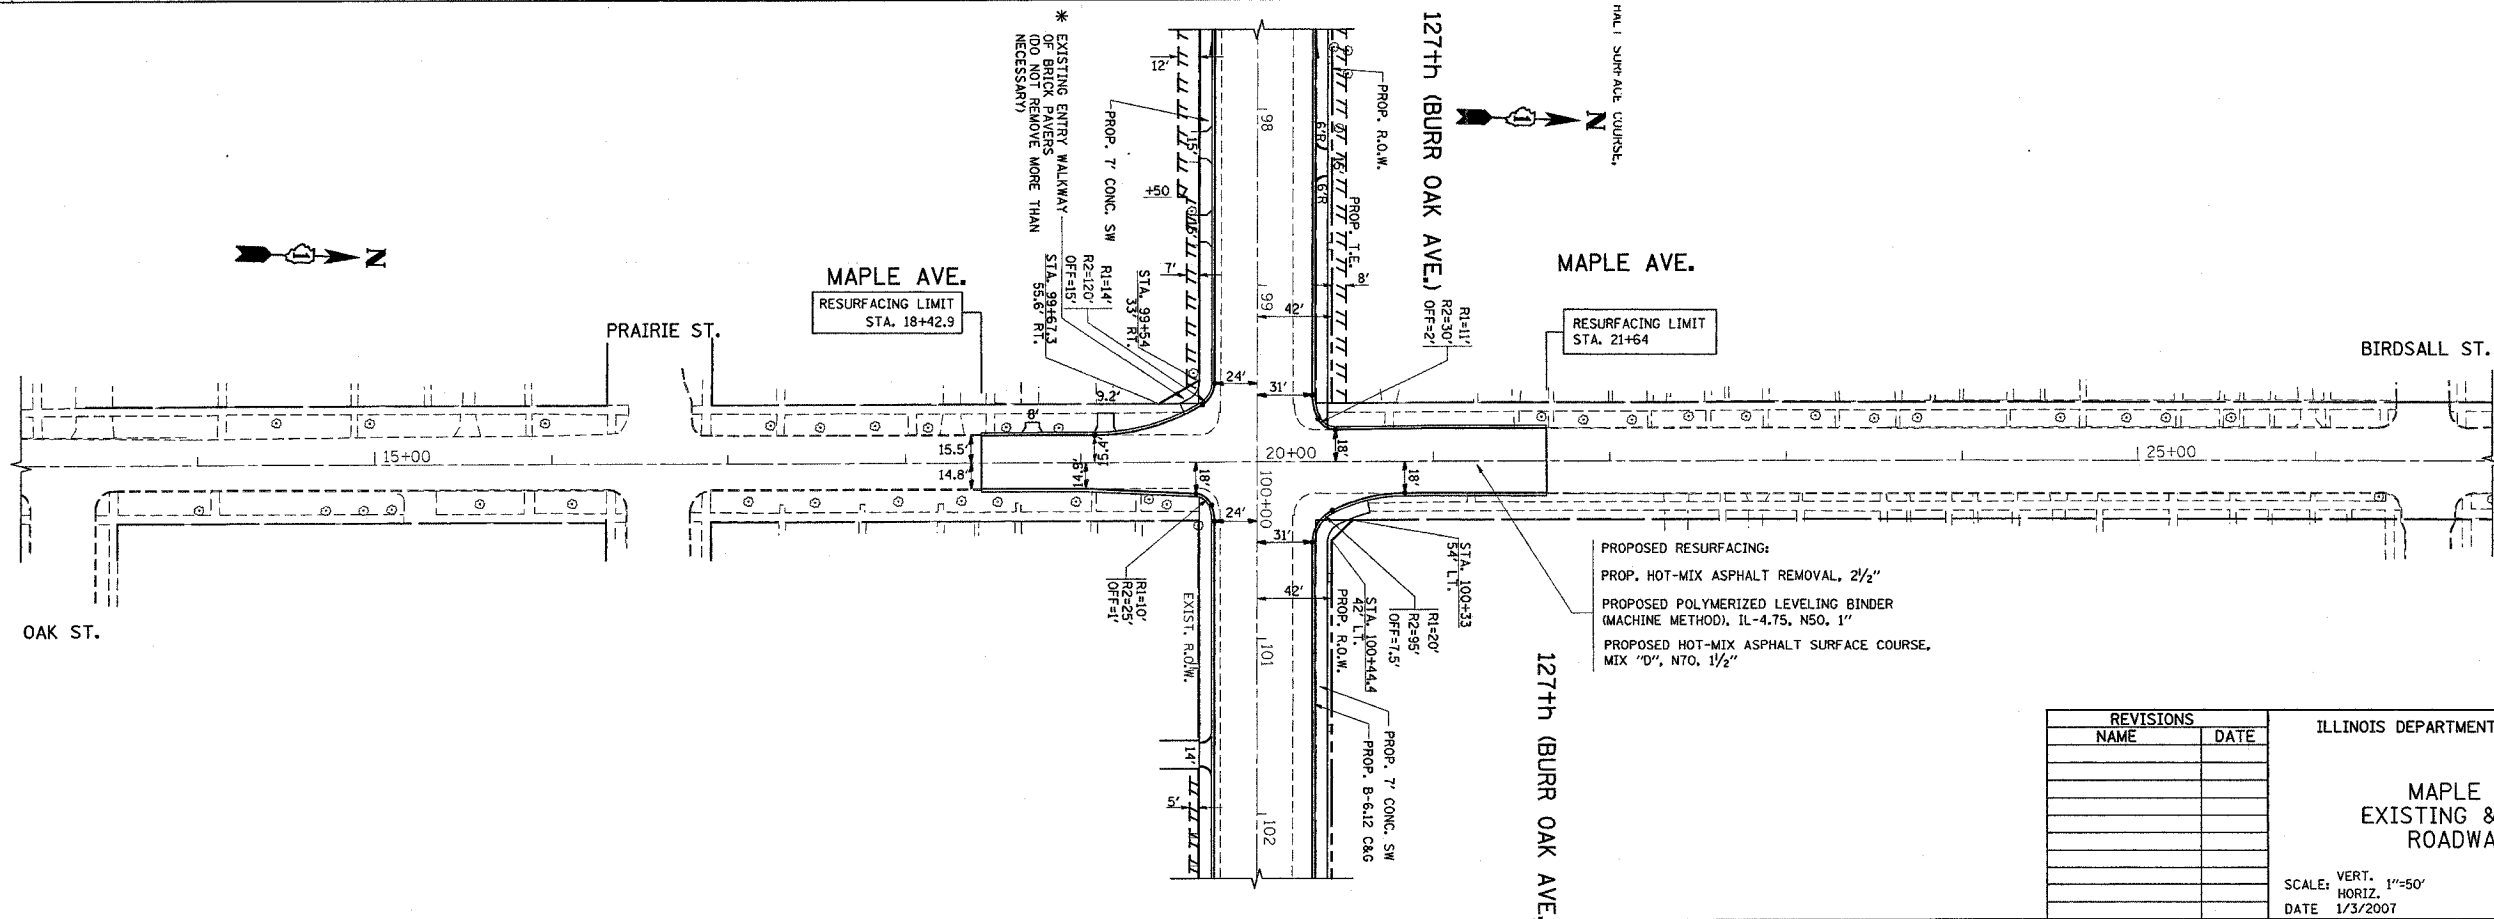 * EXISTING ENTRY WALKWAY
OF BRICK PAVERS
(DO NOT REMOVE MORE THAN
NECESSARY)
12'
PROP. 7' CONC. SW
15'
+50
7'
R1=14'
R2=120'
OFF=15'
STA. 99+54
33' RT.
STA. 99+67.3
55.6' RT.
98
99
42'
6'R
6'R
16'
PROP. R.O.W.
PROP. T.E.
8'
127th (BURR OAK AVE.)
N
SURFACE COURSE,
R1=11'
R2=30'
OFF=2'
N
MAPLE AVE.
RESURFACING LIMIT
STA. 18+42.9
PRAIRIE ST.
MAPLE AVE.
RESURFACING LIMIT
STA. 21+64
BIRDSALL ST.
24'
31'
9.2'
8'
15.5'
14.8'
15.4'
14.6'
15+00
18'
18'
18'
20+00
100+00
25+00
24'
31'
42'
OAK ST.
R1=10'
R2=25'
OFF=1'
EXIST. R.O.W.
STA. 100+33
54' LT.
R1=20'
R2=95'
OFF=7.5'
STA. 100+44.4
42' LT.
PROP. R.O.W.
101
102
14'
5'
PROP. 7' CONC. SW
PROP. B-6.12 C&G
127th (BURR OAK AVE.
PROPOSED RESURFACING:
PROP. HOT-MIX ASPHALT REMOVAL, 2½"
PROPOSED POLYMERIZED LEVELING BINDER
(MACHINE METHOD), IL-4.75, N50, 1"
PROPOSED HOT-MIX ASPHALT SURFACE COURSE,
MIX "D", N70, 1½"
REVISIONS
NAME DATE
ILLINOIS DEPARTMENT
MAPLE
EXISTING &
ROADWA
SCALE: VERT.
HORIZ. 1"=50'
DATE 1/3/2007